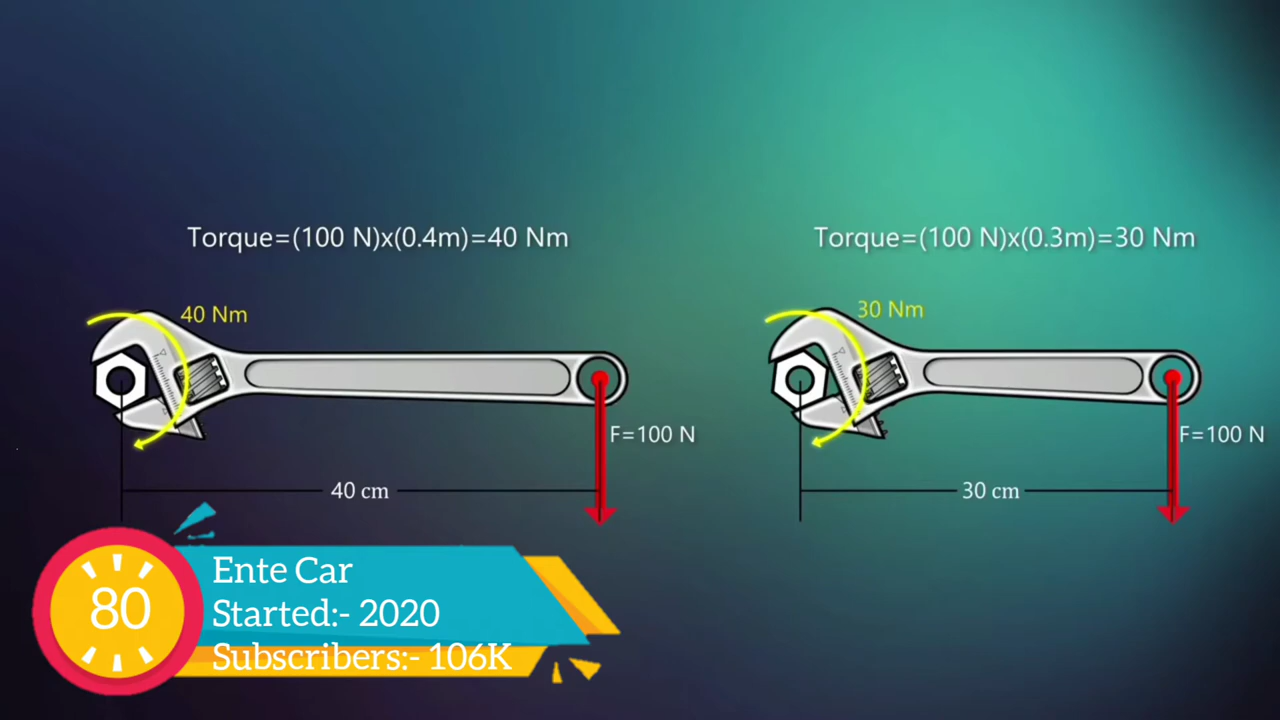 Torque=(100 N)x(0.4m)=40 Nm
Torque=(100 N)x(0.3m)=30 Nm
40 Nm
30 Nm
F=100 N
F=100 N
40 cm
30 cm
80
Ente Car
Started:- 2020
Subscribers:- 106K